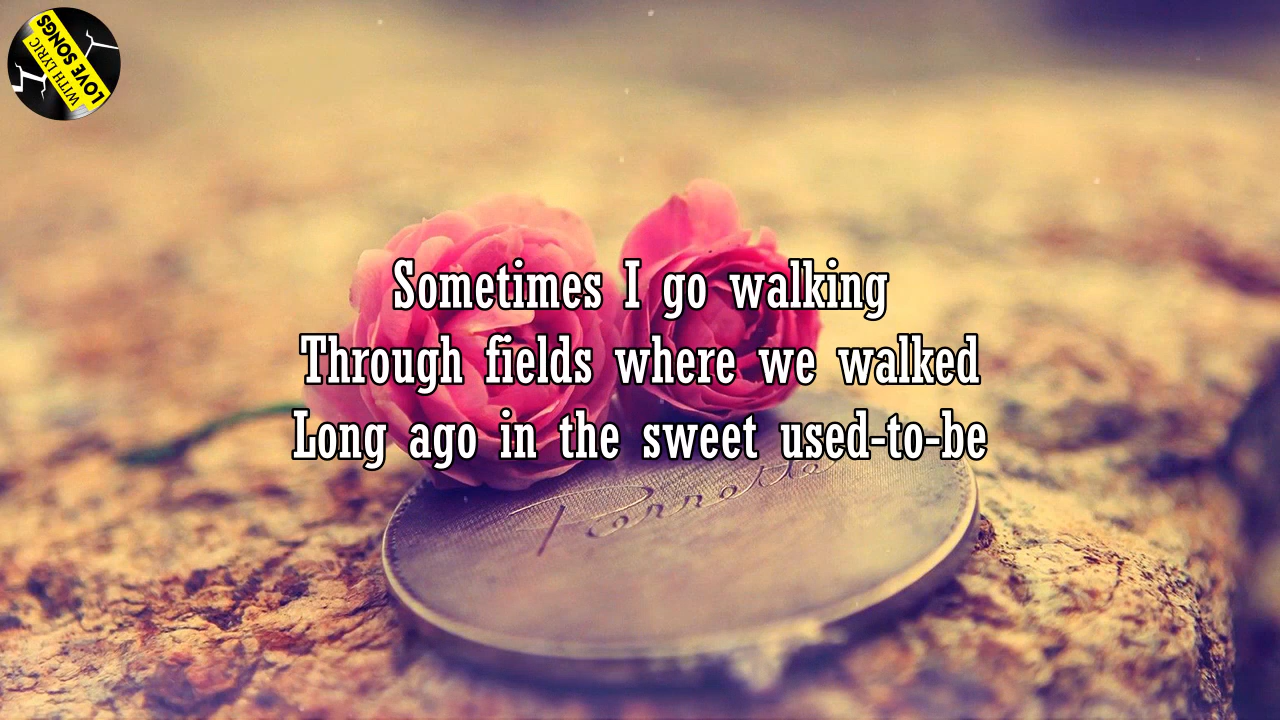 LOVE SONGS
WITH LYRIC
Sometimes I go walking
Through fields where we walked
Long ago in the sweet used-to-be